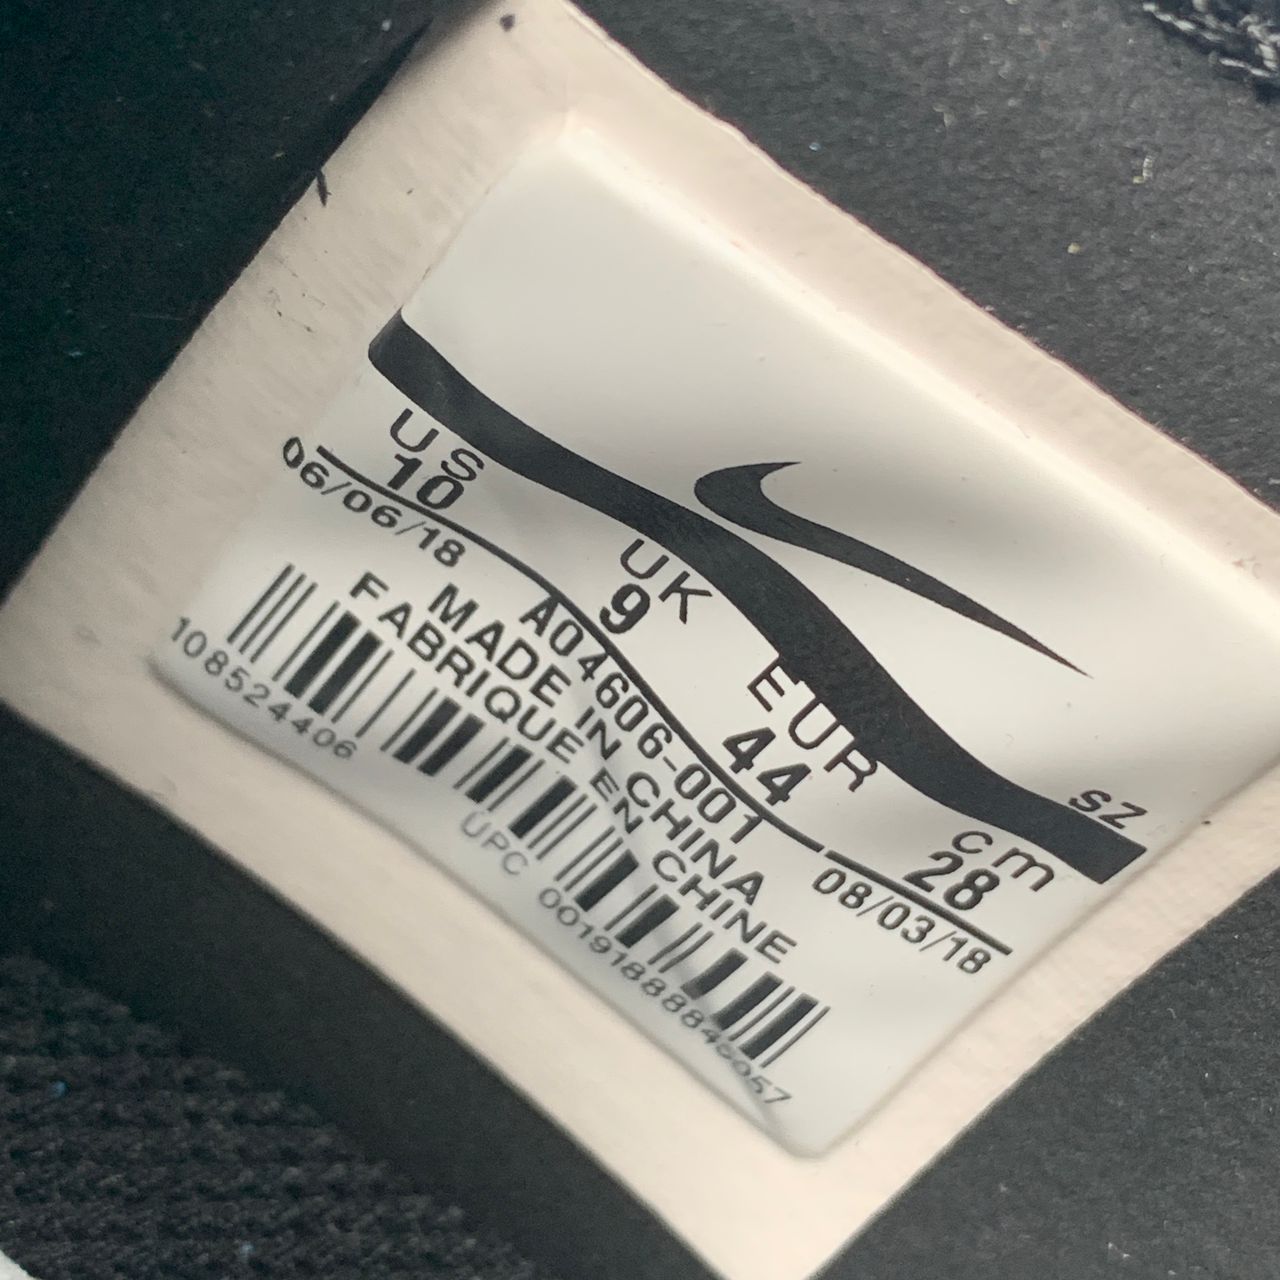 sz
US UK EUR cm
10 9 44 28
06/06/18 A04606-001 08/03/18
MADE IN CHINA
FABRIQUE EN CHINE
108524406 UPC